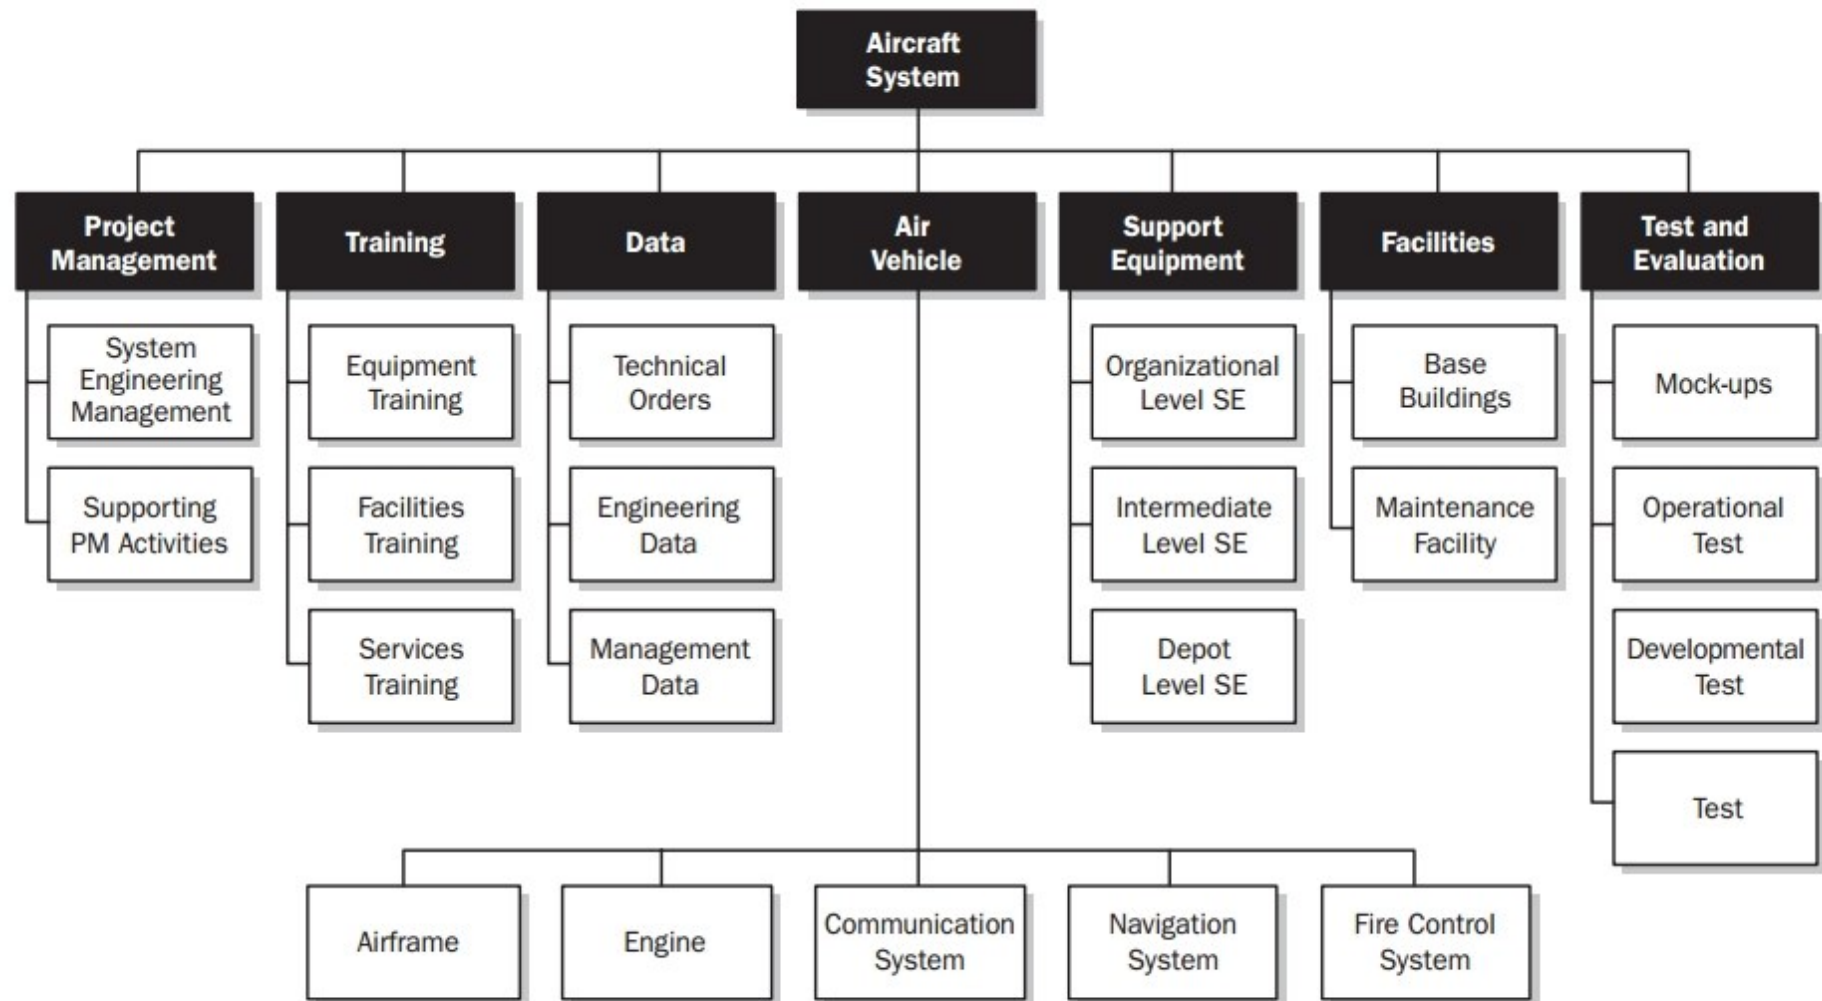 Aircraft
System
Project
Management
Training
Data
Air
Vehicle
Support
Equipment
Facilities
Test and
Evaluation
System
Engineering
Management
Supporting
PM Activities
Equipment
Training
Facilities
Training
Services
Training
Technical
Orders
Engineering
Data
Management
Data
Organizational
Level SE
Intermediate
Level SE
Depot
Level SE
Base
Buildings
Maintenance
Facility
Mock-ups
Operational
Test
Developmental
Test
Test
Airframe
Engine
Communication
System
Navigation
System
Fire Control
System